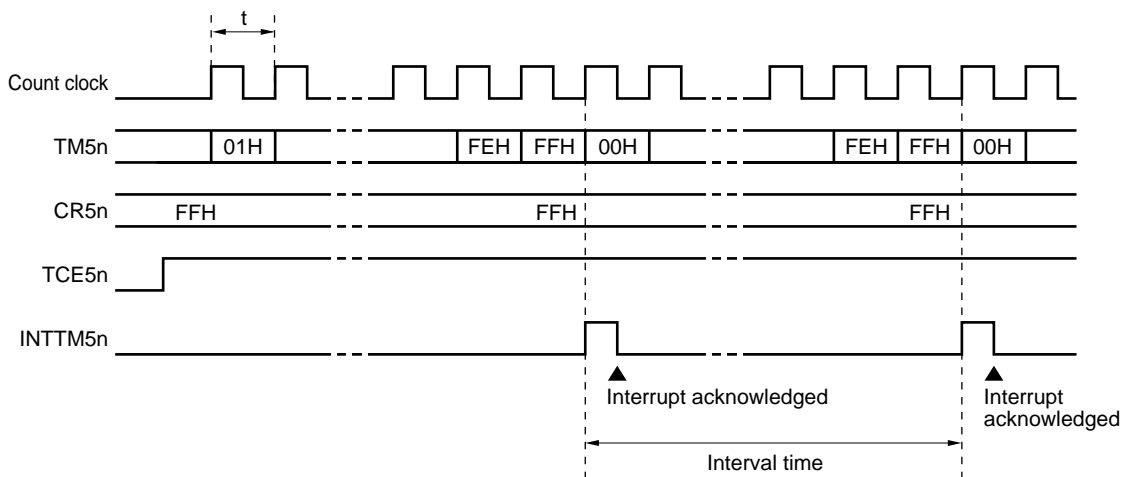 t
Count clock
TM5n 01H FEH FFH 00H FEH FFH 00H
CR5n FFH FFH FFH
TCE5n
INTTM5n
Interrupt acknowledged
Interrupt
acknowledged
Interval time